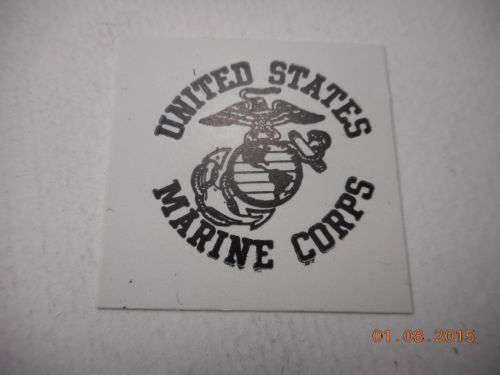 UNITED STATES
MARINE CORPS
01.08.2015